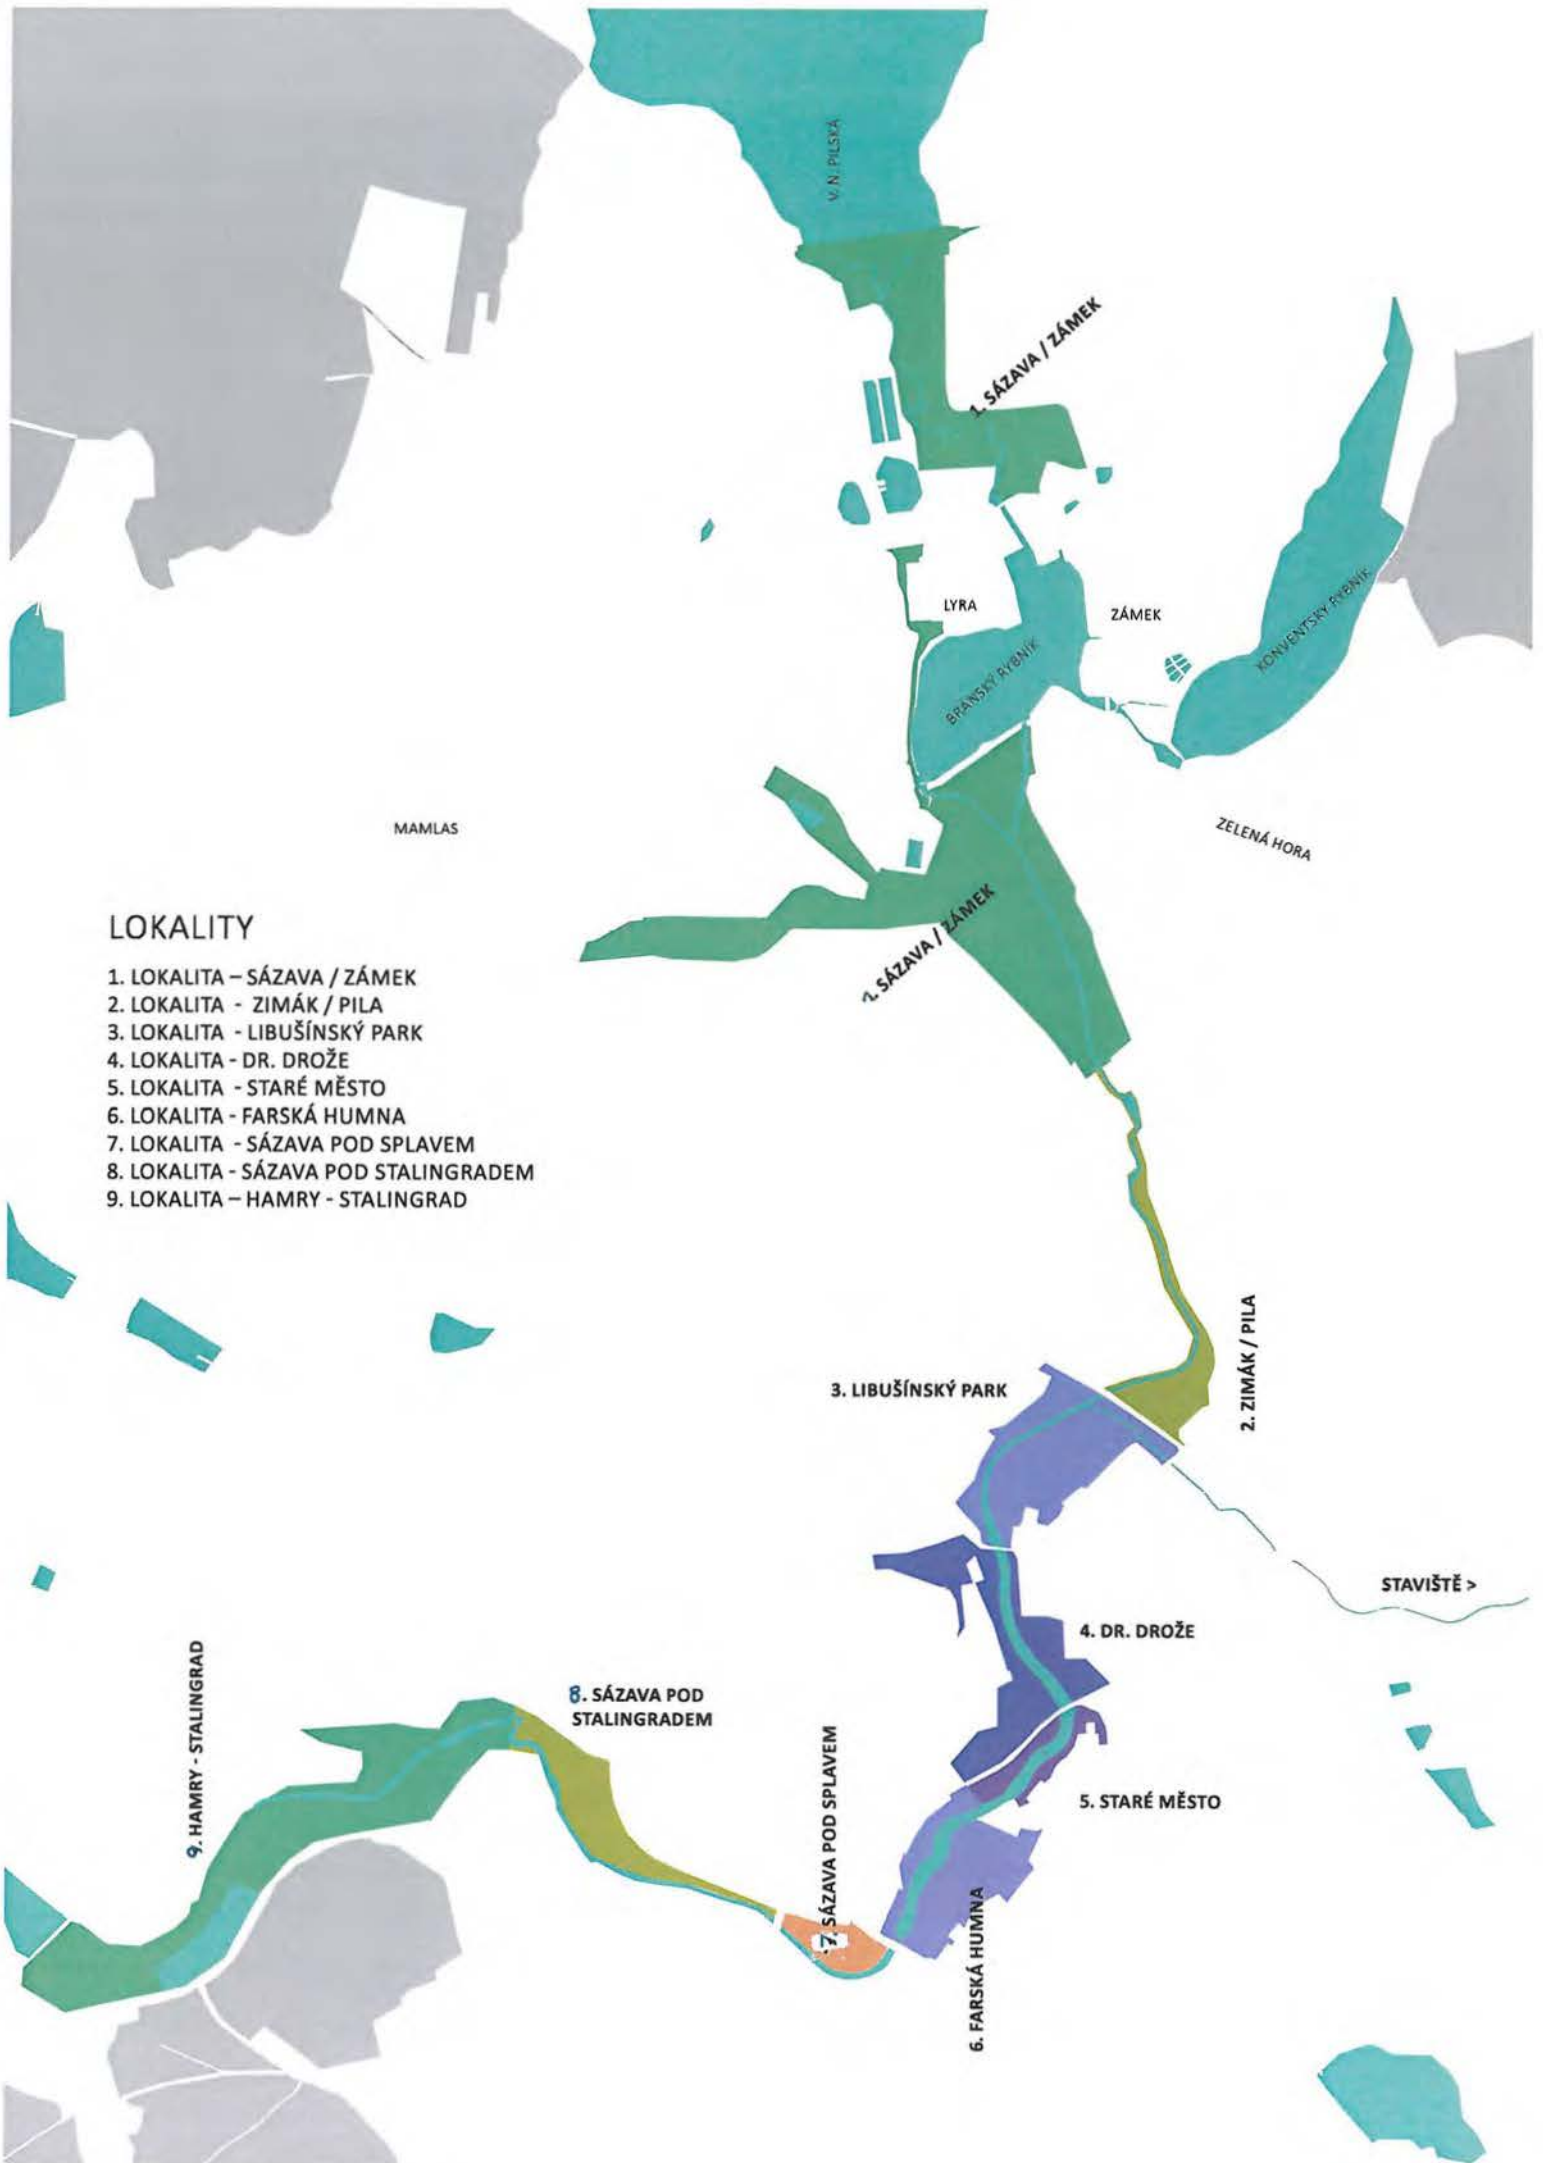 V. N. PILSKÁ
1. SÁZAVA / ZÁMEK
LYRA
ZÁMEK
KONVENTSKÝ RYBNÍK
BRÁNSKÝ RYBNÍK
MAMLAS
ZELENÁ HORA
1. SÁZAVA / ZÁMEK
LOKALITY
1. LOKALITA – SÁZAVA / ZÁMEK
2. LOKALITA - ZIMÁK / PILA
3. LOKALITA - LIBUŠÍNSKÝ PARK
4. LOKALITA - DR. DROŽE
5. LOKALITA - STARÉ MĚSTO
6. LOKALITA - FARSKÁ HUMNA
7. LOKALITA - SÁZAVA POD SPLAVEM
8. LOKALITA - SÁZAVA POD STALINGRADEM
9. LOKALITA – HAMRY - STALINGRAD
2. ZIMÁK / PILA
3. LIBUŠÍNSKÝ PARK
STAVIŠTĚ >
4. DR. DROŽE
9. HAMRY - STALINGRAD
8. SÁZAVA POD
STALINGRADEM
7. SÁZAVA POD SPLAVEM
5. STARÉ MĚSTO
6. FARSKÁ HUMNA